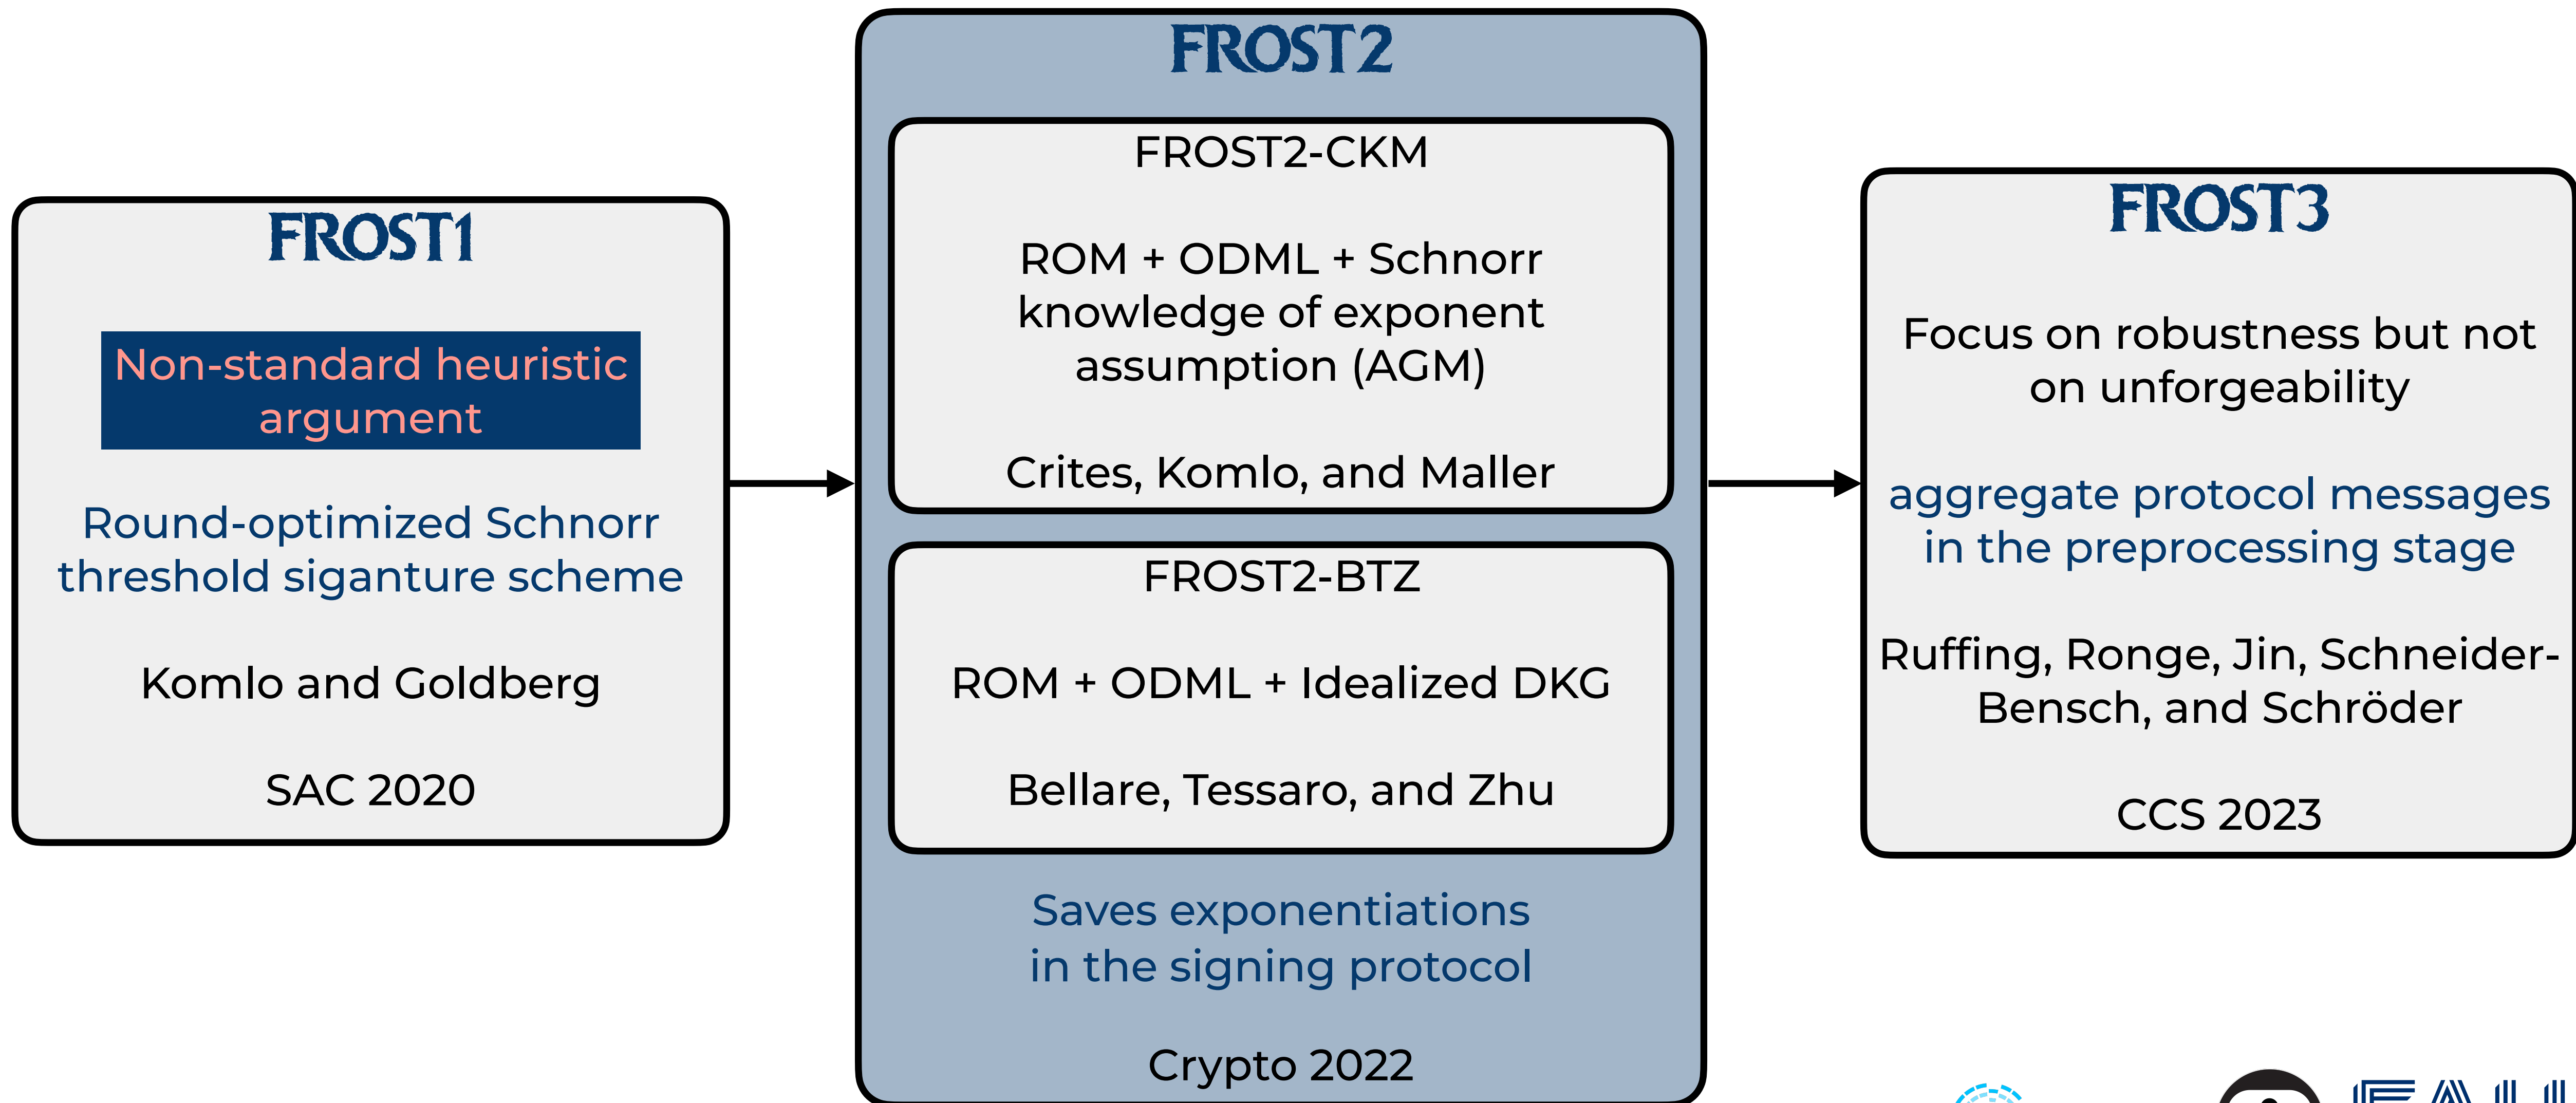 FROST1
Non-standard heuristic
argument
Round-optimized Schnorr
threshold siganture scheme
Komlo and Goldberg
SAC 2020
FROST2
FROST2-CKM
ROM + ODML + Schnorr
knowledge of exponent
assumption (AGM)
Crites, Komlo, and Maller
FROST2-BTZ
ROM + ODML + Idealized DKG
Bellare, Tessaro, and Zhu
Saves exponentiations
in the signing protocol
Crypto 2022
FROST3
Focus on robustness but not
on unforgeability
aggregate protocol messages
in the preprocessing stage
Ruffing, Ronge, Jin, Schneider-
Bensch, and Schröder
CCS 2023